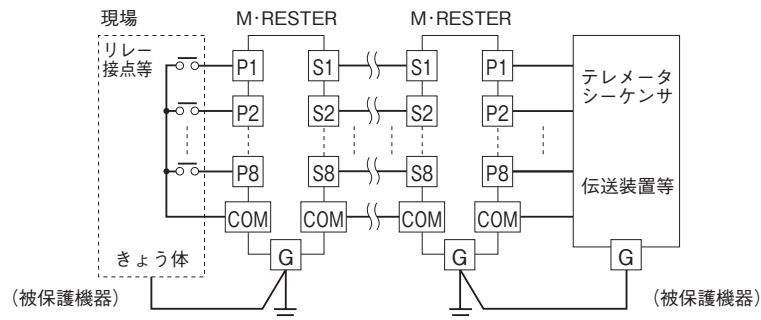 現場
M・RESTER
M・RESTER
リレー
接点等
P1
S1
S1
P1
テレメータ
シーケンサ
P2
S2
S2
P2
P8
S8
S8
P8
伝送装置等
COM
COM
COM
COM
きょう体
G
G
G
（被保護機器）
（被保護機器）